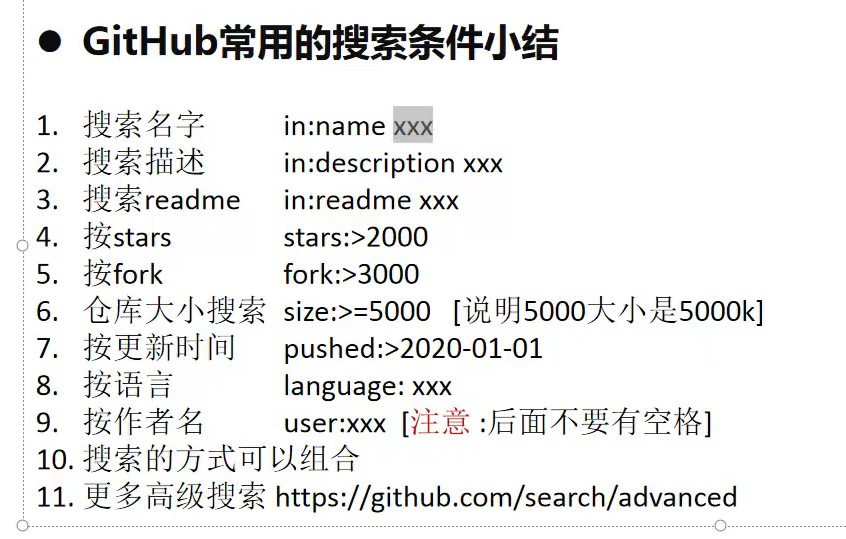 ● GitHub常用的搜索条件小结
1. 搜索名字 in:name xxx
2. 搜索描述 in:description xxx
3. 搜索readme in:readme xxx
4. 按stars stars:>2000
5. 按fork fork:>3000
6. 仓库大小搜索 size:>=5000 [说明5000大小是5000k]
7. 按更新时间 pushed:>2020-01-01
8. 按语言 language: xxx
9. 按作者名 user:xxx [注意 :后面不要有空格]
10. 搜索的方式可以组合
11. 更多高级搜索 https://github.com/search/advanced